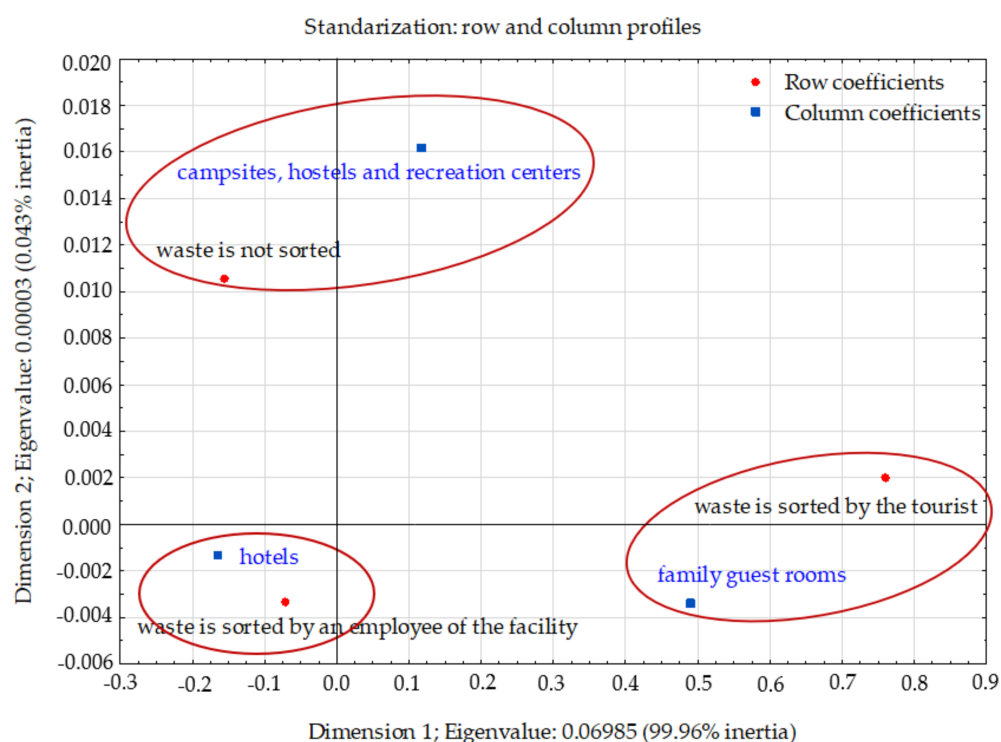 Standarization: row and column profiles
Row coefficients
Column coefficients
0.020
0.018
0.016
0.014
0.012
0.010
0.008
0.006
0.004
0.002
0.000
-0.002
-0.004
-0.006
Dimension 2; Eigenvalue: 0.00003 (0.043% inertia)
campsites, hostels and recreation centers
waste is not sorted
waste is sorted by the tourist
family guest rooms
hotels
waste is sorted by an employee of the facility
-0.3 -0.2 -0.1 0.0 0.1 0.2 0.3 0.4 0.5 0.6 0.7 0.8 0.9
Dimension 1; Eigenvalue: 0.06985 (99.96% inertia)